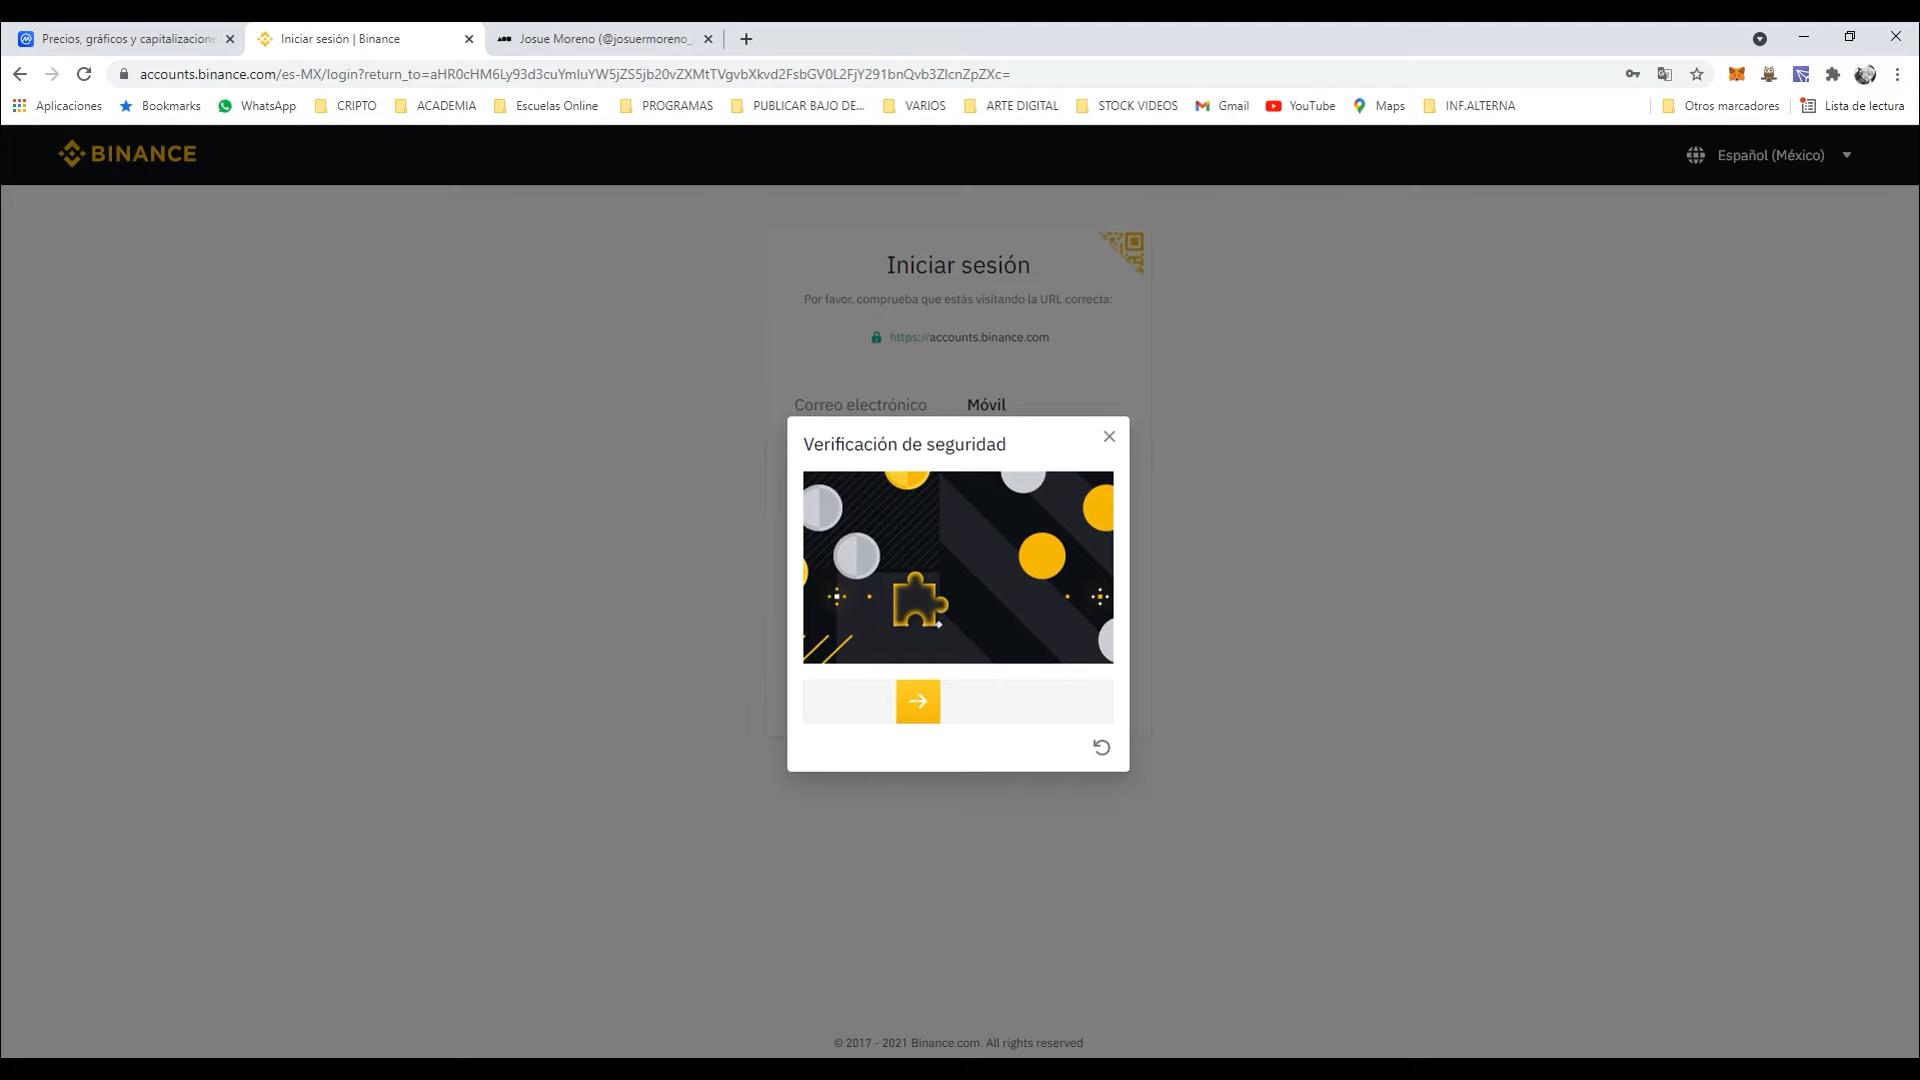 Precios, gráficos y capitalizacione
Iniciar sesión | Binance
Josue Moreno (@josuermoreno_
accounts.binance.com/es-MX/login?return_to=aHR0cHM6Ly93d3cuYmluYW5jZS5jb20vZXMtTVgvbXkvd2FsbGV0L2FjY291bnQvb3ZlcnZpZXc=
Aplicaciones
Bookmarks
WhatsApp
CRIPTO
ACADEMIA
Escuelas Online
PROGRAMAS
PUBLICAR BAJO DE...
VARIOS
ARTE DIGITAL
STOCK VIDEOS
Gmail
YouTube
Maps
INF.ALTERNA
Otros marcadores
Lista de lectura
BINANCE
Español (México)
Iniciar sesión
Por favor, comprueba que estás visitando la URL correcta:
https://accounts.binance.com
Correo electrónico
Móvil
Verificación de seguridad
© 2017 - 2021 Binance.com. All rights reserved